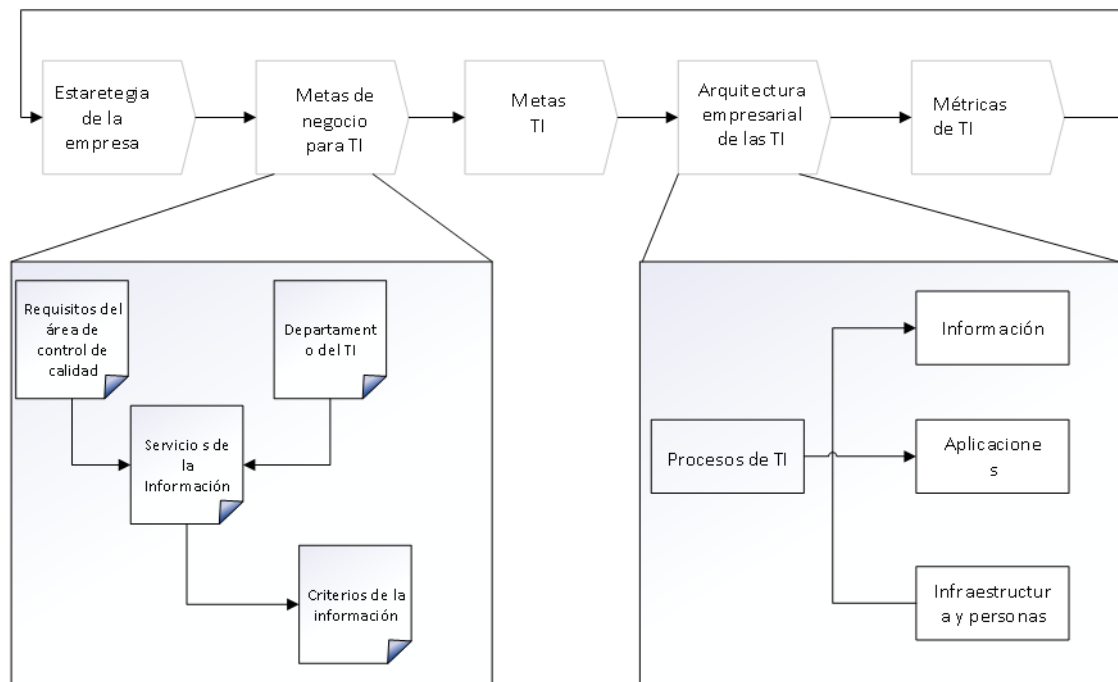 Estaretegia
de la
empresa
Metas de
negocio
para TI
Metas
TI
Arquitectura
empresarial
de las TI
Métricas
de TI
Requisitos del
área de
control de
calidad
Departament
o del TI
Servicio s de
la
Información
Criterios de la
información
Procesos de TI
Información
Aplicacione
s
Infraestructur
a y personas